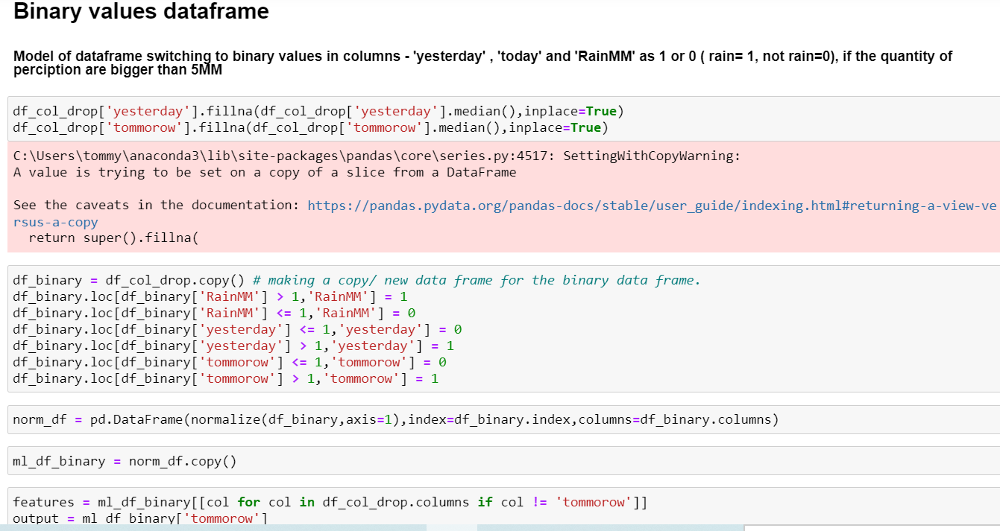 Binary values dataframe
Model of dataframe switching to binary values in columns - 'yesterday' , 'today' and 'RainMM' as 1 or 0 ( rain= 1, not rain=0), if the quantity of
perciption are bigger than 5MM
df_col_drop['yesterday'].fillna(df_col_drop['yesterday'].median(),inplace=True)
df_col_drop['tommorow'].fillna(df_col_drop['tommorow'].median(),inplace=True)
C:\Users\tommy\anaconda3\lib\site-packages\pandas\core\series.py:4517: SettingWithCopyWarning:
A value is trying to be set on a copy of a slice from a DataFrame
See the caveats in the documentation: https://pandas.pydata.org/pandas-docs/stable/user_guide/indexing.html#returning-a-view-ve
rsus-a-copy
  return super().fillna(
df_binary = df_col_drop.copy() # making a copy/ new data frame for the binary data frame.
df_binary.loc[df_binary['RainMM'] > 1,'RainMM'] = 1
df_binary.loc[df_binary['RainMM'] <= 1,'RainMM'] = 0
df_binary.loc[df_binary['yesterday'] <= 1,'yesterday'] = 0
df_binary.loc[df_binary['yesterday'] > 1,'yesterday'] = 1
df_binary.loc[df_binary['tommorow'] <= 1,'tommorow'] = 0
df_binary.loc[df_binary['tommorow'] > 1,'tommorow'] = 1
norm_df = pd.DataFrame(normalize(df_binary,axis=1),index=df_binary.index,columns=df_binary.columns)
ml_df_binary = norm_df.copy()
features = ml_df_binary[[col for col in df_col_drop.columns if col != 'tommorow']]
output = ml_df_binary['tommorow']